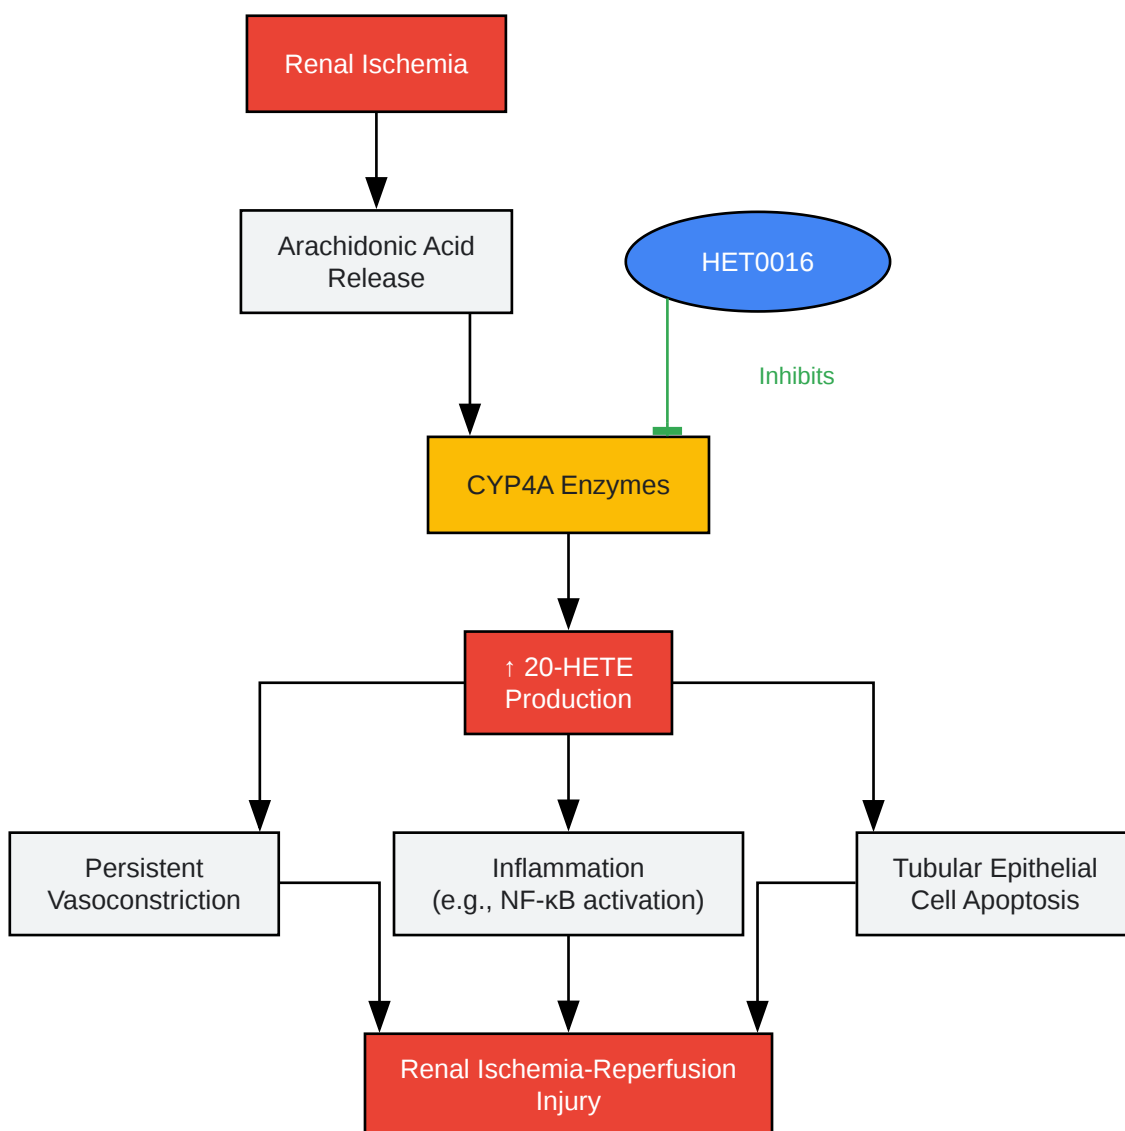 Renal Ischemia
Arachidonic Acid
Release
HET0016
Inhibits
CYP4A Enzymes
↑ 20-HETE
Production
Persistent
Vasoconstriction
Inflammation
(e.g., NF-κB activation)
Tubular Epithelial
Cell Apoptosis
Renal Ischemia-Reperfusion
Injury